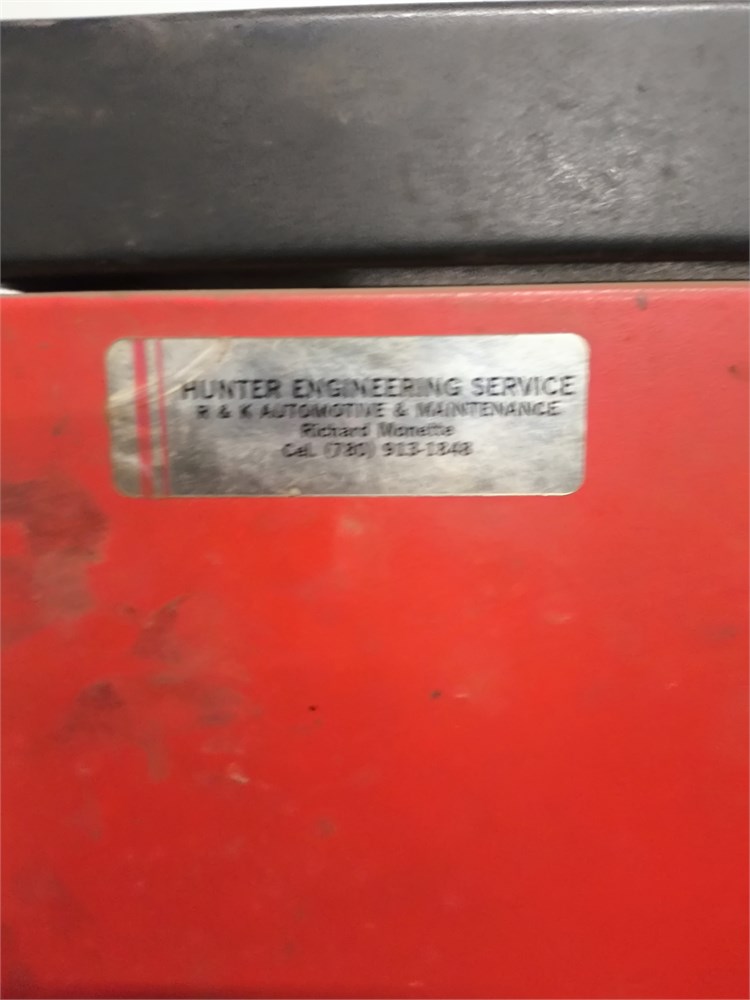 HUNTER ENGINEERING SERVICE
R & K AUTOMOTIVE & MAINTENANCE
Richard Monette
Cel. (780) 913-1848